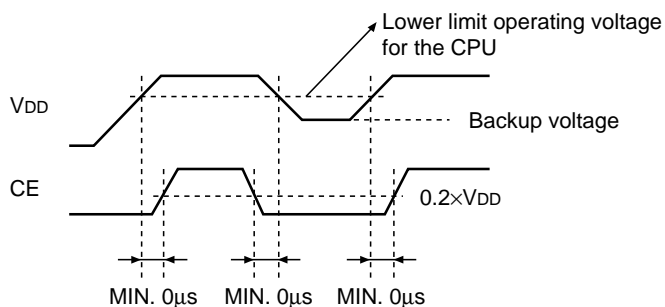 Lower limit operating voltage
for the CPU
VDD
Backup voltage
CE
0.2×VDD
MIN. 0μs MIN. 0μs MIN. 0μs